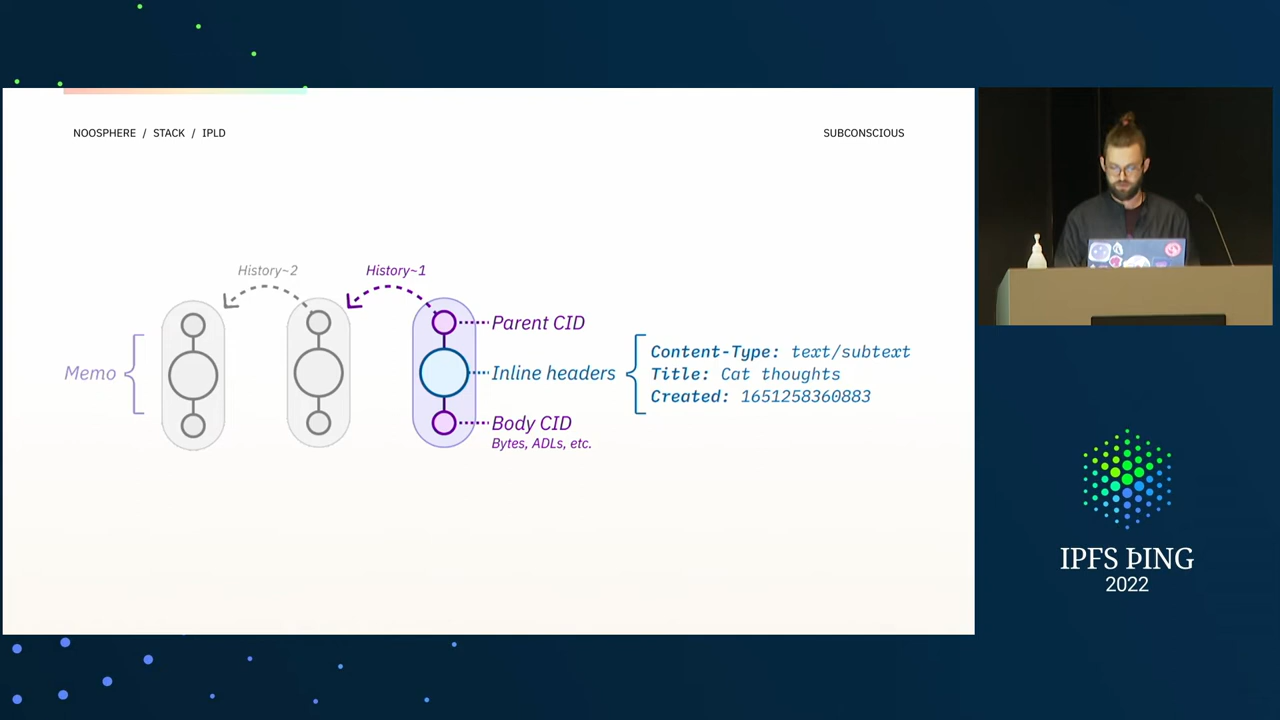 NOOSPHERE / STACK / IPLD
SUBCONSCIOUS
History~2
History~1
Parent CID
Memo
Inline headers
Content-Type: text/subtext
Title: Cat thoughts
Created: 1651258360883
Body CID
Bytes, ADLs, etc.
IPFS ÞING
2022